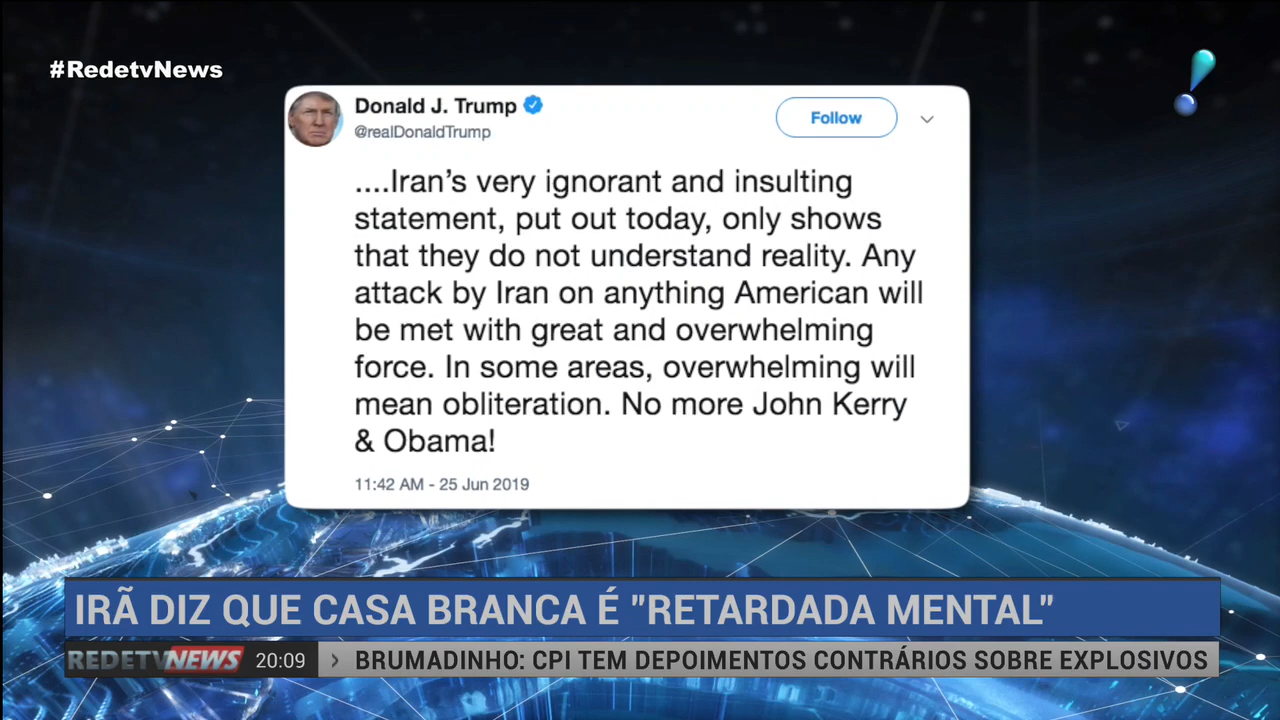 #RedetvNews
Donald J. Trump
@realDonaldTrump
Follow
....Iran’s very ignorant and insulting
statement, put out today, only shows
that they do not understand reality. Any
attack by Iran on anything American will
be met with great and overwhelming
force. In some areas, overwhelming will
mean obliteration. No more John Kerry
& Obama!
11:42 AM - 25 Jun 2019
IRÃ DIZ QUE CASA BRANCA É "RETARDADA MENTAL"
REDETVNEWS 20:09 › BRUMADINHO: CPI TEM DEPOIMENTOS CONTRÁRIOS SOBRE EXPLOSIVOS